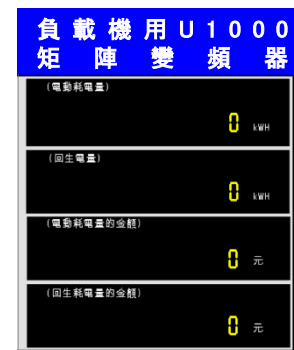 負載機用U1000
矩陣變頻器
(電動耗電量)
0 kWH
(回生電量)
0 kWH
(電動耗電量的金額)
0 元
(回生耗電量的金額)
0 元